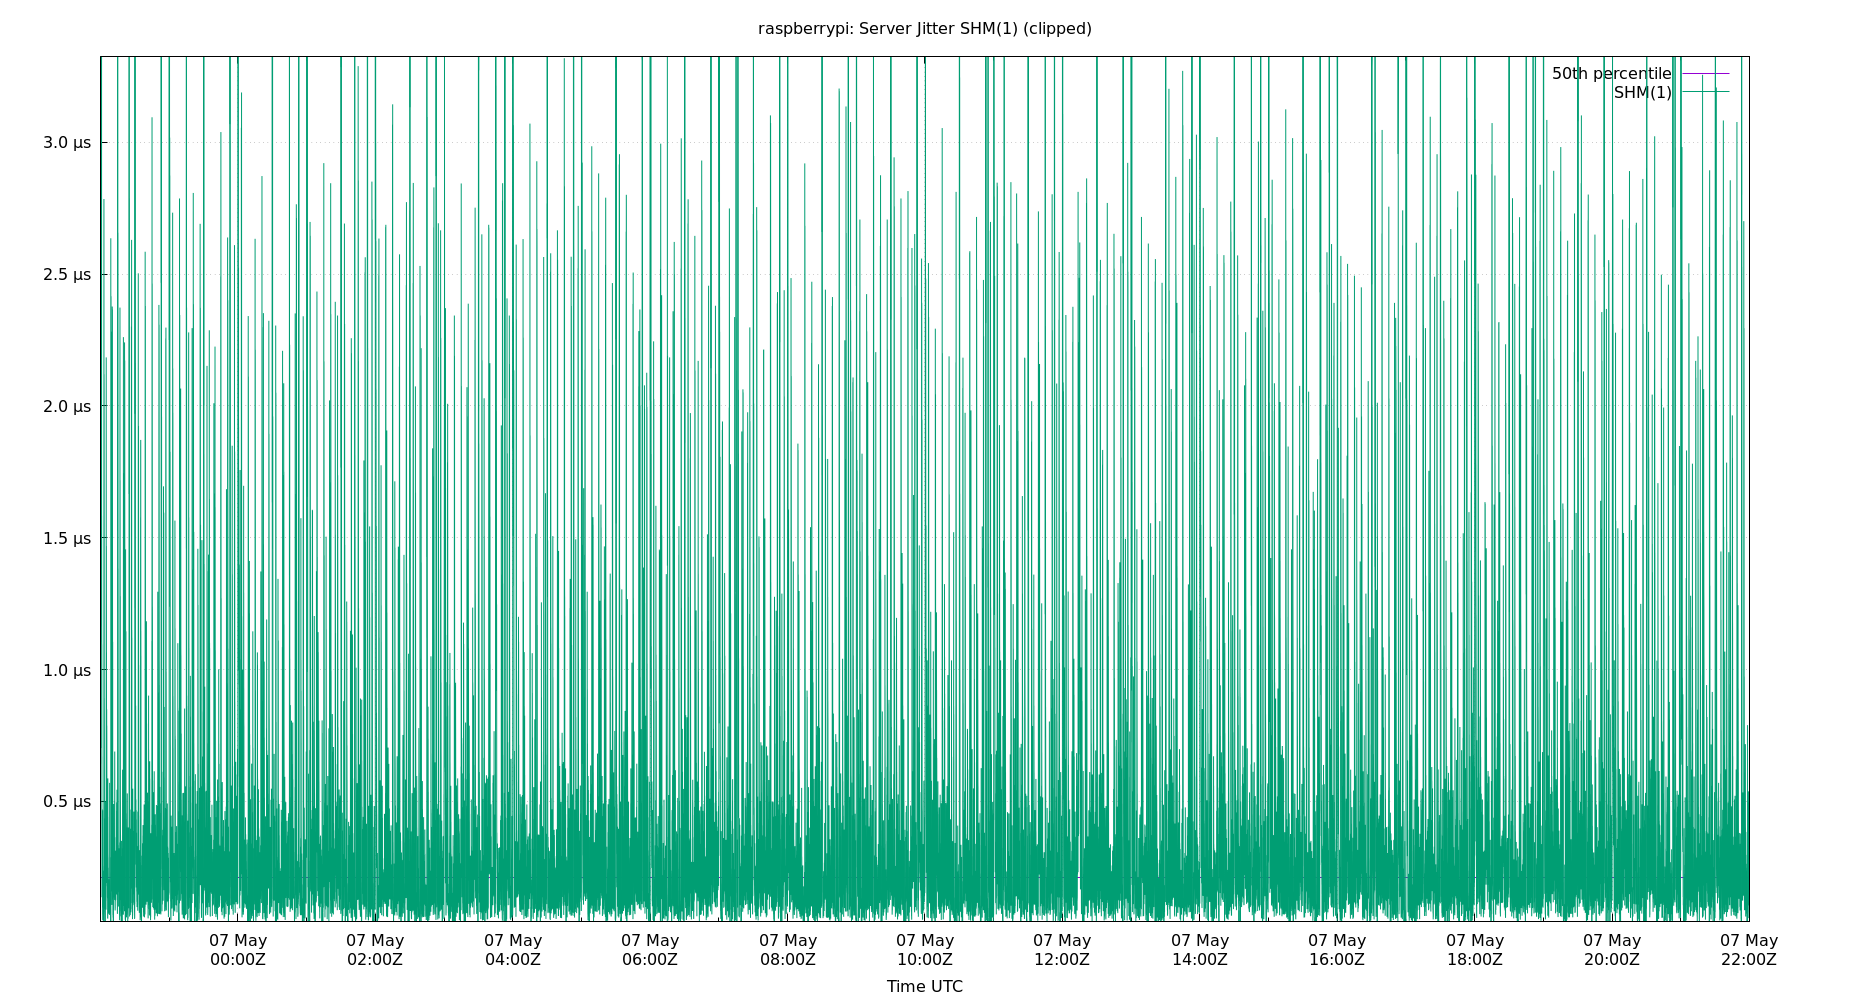 raspberrypi: Server Jitter SHM(1) (clipped)
50th percentile
SHM(1)
3.0 µs
2.5 µs
2.0 µs
1.5 µs
1.0 µs
0.5 µs
07 May 07 May 07 May 07 May 07 May 07 May 07 May 07 May 07 May 07 May 07 May 07 May
00:00Z 02:00Z 04:00Z 06:00Z 08:00Z 10:00Z 12:00Z 14:00Z 16:00Z 18:00Z 20:00Z 22:00Z
Time UTC